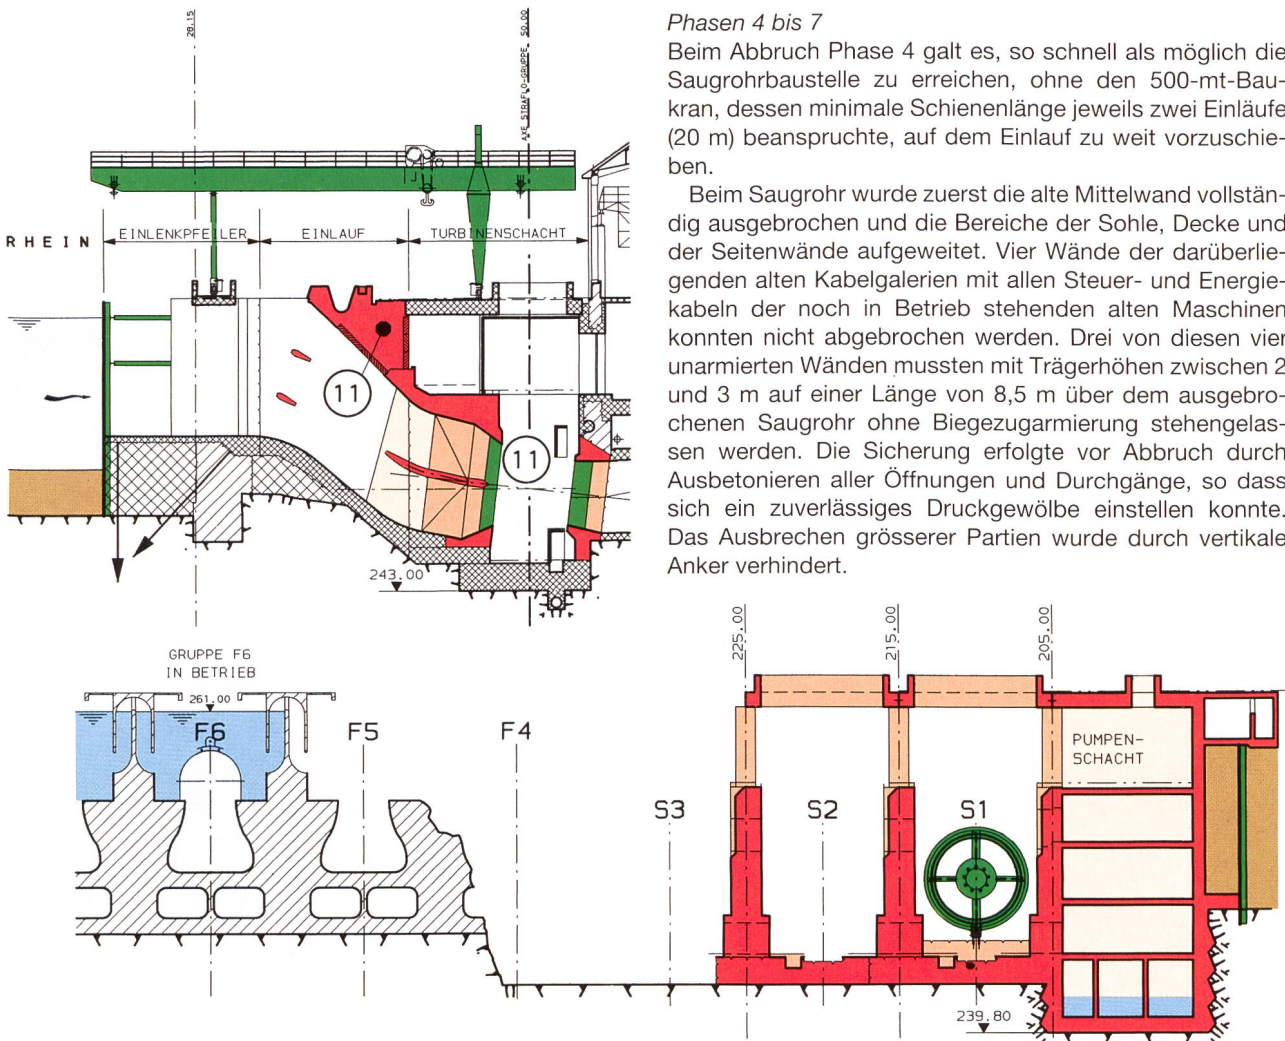 28.15
AXE STRAFLO-GRUPPE 50.00
RHEIN
EINLENKPFEILER
EINLAUF
TURBINENSCHACHT
11
11
243.00
Phasen 4 bis 7
Beim Abbruch Phase 4 galt es, so schnell als möglich die
Saugrohrbaustelle zu erreichen, ohne den 500-mt-Bau-
kran, dessen minimale Schienenlänge jeweils zwei Einläufe
(20 m) beanspruchte, auf dem Einlauf zu weit vorzuschie-
ben.
Beim Saugrohr wurde zuerst die alte Mittelwand vollstän-
dig ausgebrochen und die Bereiche der Sohle, Decke und
der Seitenwände aufgeweitet. Vier Wände der darüberlie-
genden alten Kabelgalerien mit allen Steuer- und Energie-
kabeln der noch in Betrieb stehenden alten Maschinen
konnten nicht abgebrochen werden. Drei von diesen vier
unarmierten Wänden mussten mit Trägerhöhen zwischen 2
und 3 m auf einer Länge von 8,5 m über dem ausgebro-
chenen Saugrohr ohne Biegezugarmierung stehengelas-
sen werden. Die Sicherung erfolgte vor Abbruch durch
Ausbetonieren aller Öffnungen und Durchgänge, so dass
sich ein zuverlässiges Druckgewölbe einstellen konnte.
Das Ausbrechen grösserer Partien wurde durch vertikale
Anker verhindert.
GRUPPE F6
IN BETRIEB
261.00
F6
F5
F4
S3
S2
S1
225.00
215.00
205.00
PUMPEN-
SCHACHT
239.80